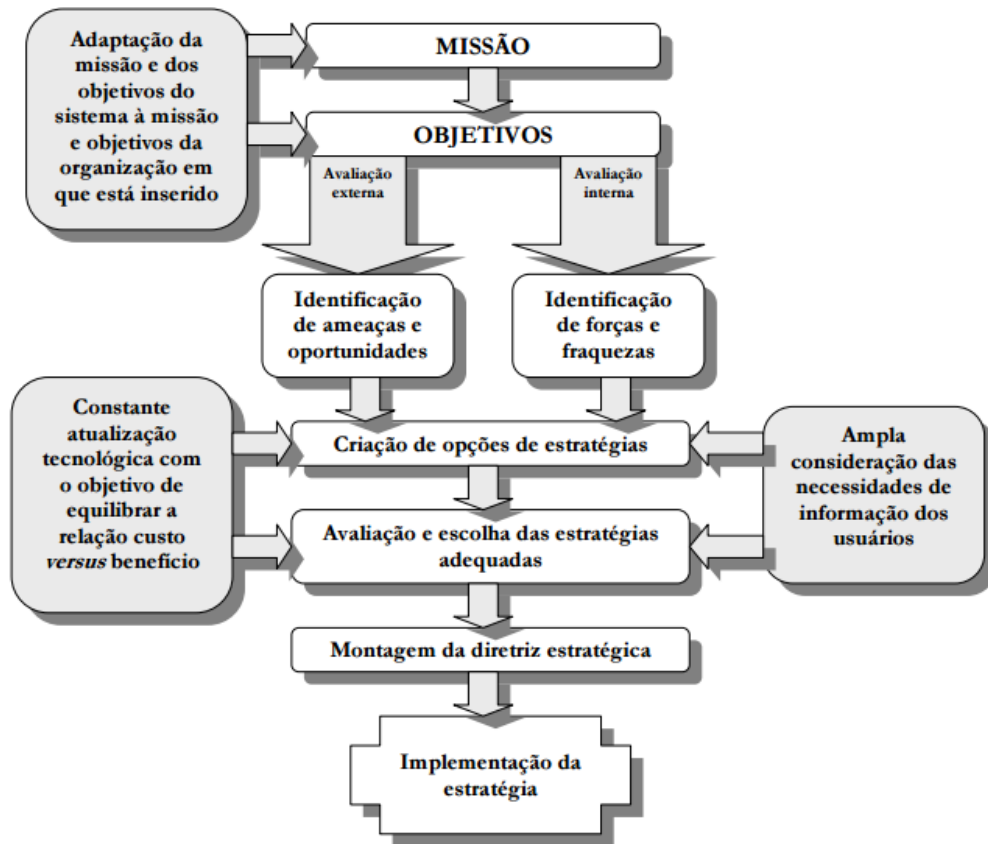 Adaptação da
missão e dos
objetivos do
sistema à missão
e objetivos da
organização em
que está inserido
MISSÃO
OBJETIVOS
Avaliação
externa
Avaliação
interna
Identificação
de ameaças e
oportunidades
Identificação
de forças e
fraquezas
Constante
atualização
tecnológica com
o objetivo de
equilibrar a
relação custo
versus benefício
Criação de opções de estratégias
Ampla
consideração das
necessidades de
informação dos
usuários
Avaliação e escolha das estratégias
adequadas
Montagem da diretriz estratégica
Implementação da
estratégia